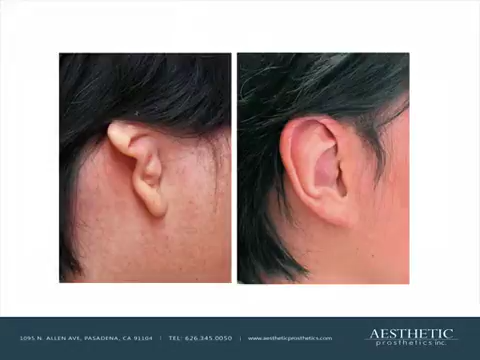 1095 N. ALLEN AVE, PASADENA, CA 91104 | TEL: 626.345.0050 | www.aestheticprosthetics.com
AESTHETIC
prosthetics inc.